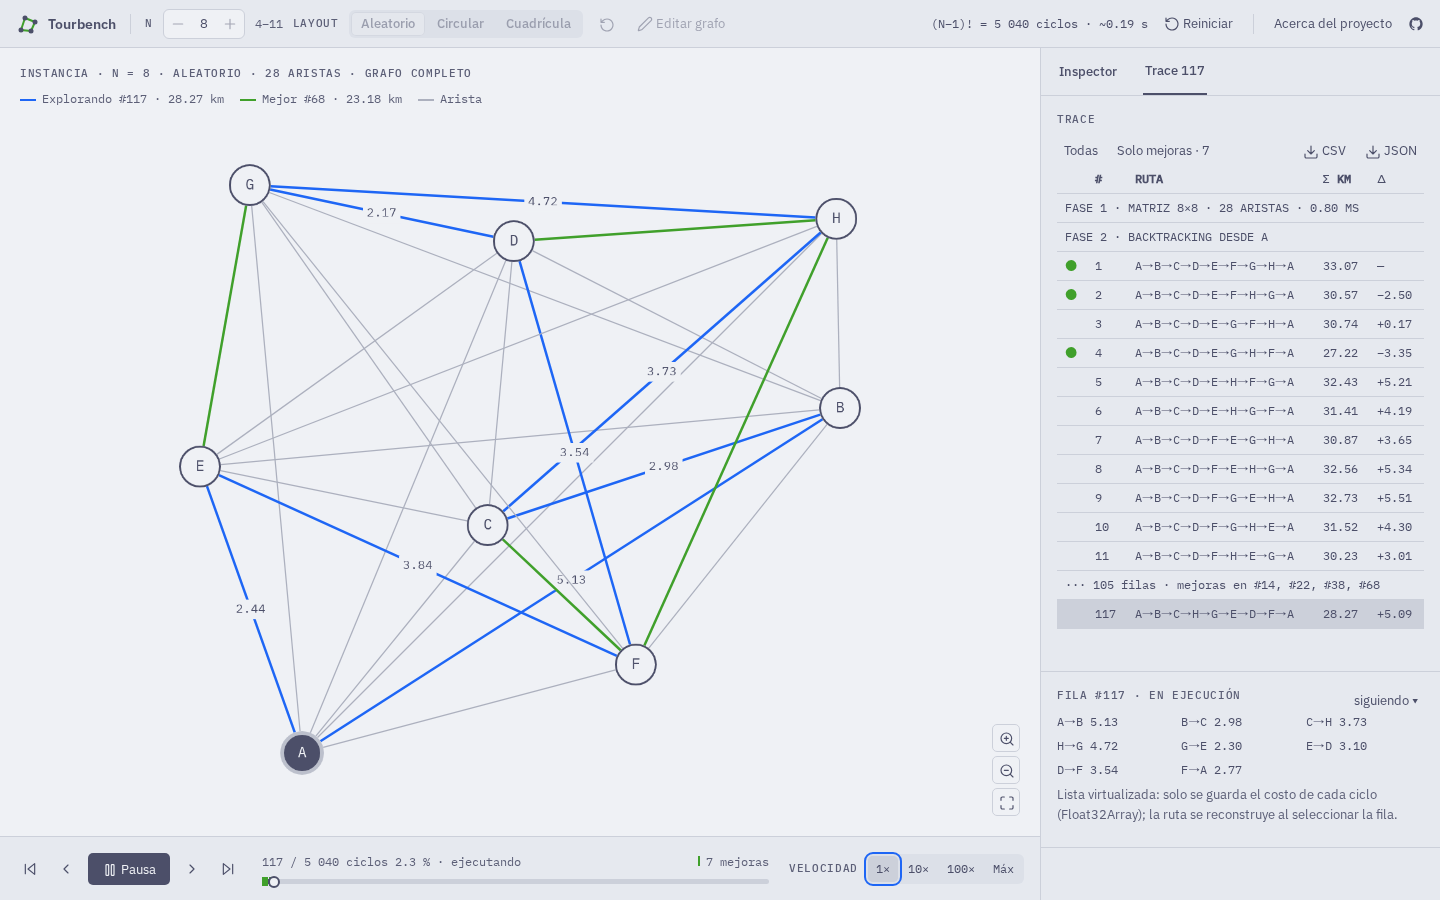 Tourbench
N
8
4–11
LAYOUT
Aleatorio
Circular
Cuadrícula
Editar grafo
(N−1)! = 5 040 ciclos · ~0.19 s
Reiniciar
Acerca del proyecto
INSTANCIA · N = 8 · ALEATORIO · 28 ARISTAS · GRAFO COMPLETO
Explorando #117 · 28.27 km
Mejor #68 · 23.18 km
Arista
G
4.72
2.17
H
D
3.73
B
3.54
2.98
E
C
3.84
5.13
2.44
F
A
Inspector
Trace 117
TRACE
Todas
Solo mejoras · 7
CSV
JSON
# RUTA Σ KM Δ
FASE 1 · MATRIZ 8×8 · 28 ARISTAS · 0.80 MS
FASE 2 · BACKTRACKING DESDE A
1 A→B→C→D→E→F→G→H→A 33.07 —
2 A→B→C→D→E→F→H→G→A 30.57 −2.50
3 A→B→C→D→E→G→F→H→A 30.74 +0.17
4 A→B→C→D→E→G→H→F→A 27.22 −3.35
5 A→B→C→D→E→H→F→G→A 32.43 +5.21
6 A→B→C→D→E→H→G→F→A 31.41 +4.19
7 A→B→C→D→F→E→G→H→A 30.87 +3.65
8 A→B→C→D→F→E→H→G→A 32.56 +5.34
9 A→B→C→D→F→G→E→H→A 32.73 +5.51
10 A→B→C→D→F→G→H→E→A 31.52 +4.30
11 A→B→C→D→F→H→E→G→A 30.23 +3.01
··· 105 filas · mejoras en #14, #22, #38, #68
117 A→B→C→H→G→E→D→F→A 28.27 +5.09
FILA #117 · EN EJECUCIÓN
siguiendo ▾
A→B 5.13 B→C 2.98 C→H 3.73
H→G 4.72 G→E 2.30 E→D 3.10
D→F 3.54 F→A 2.77
Lista virtualizada: solo se guarda el costo de cada ciclo
(Float32Array); la ruta se reconstruye al seleccionar la fila.
Pausa
117 / 5 040 ciclos 2.3 % · ejecutando
7 mejoras
VELOCIDAD
1×
10×
100×
Máx